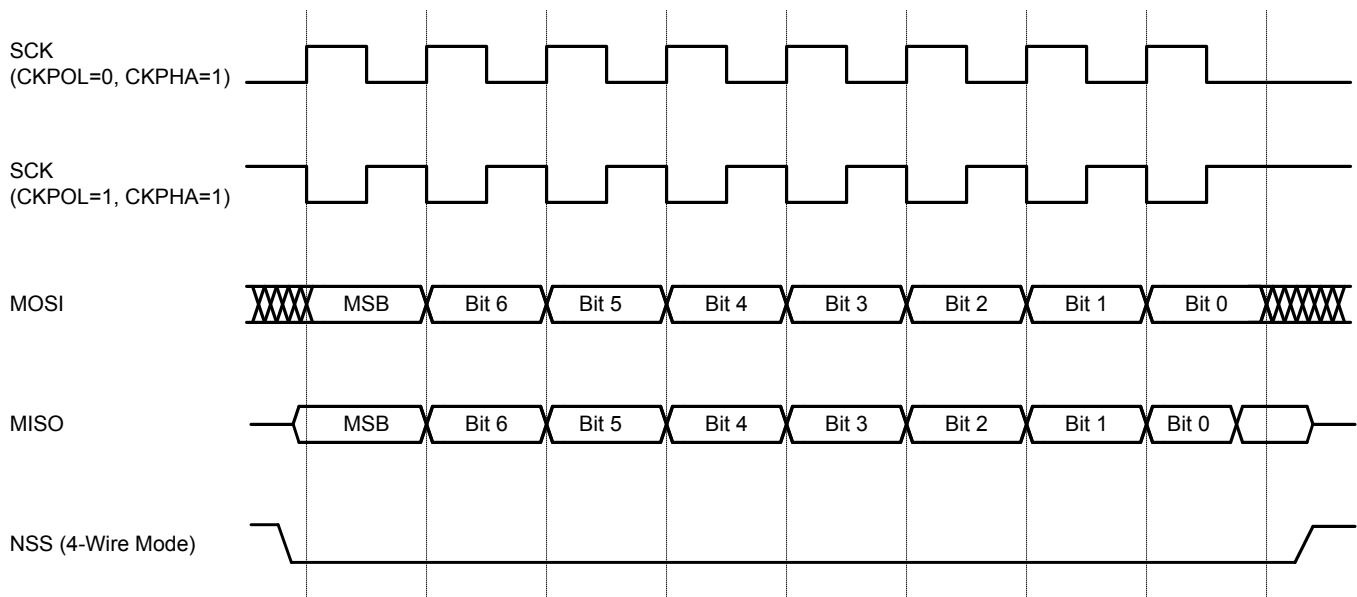 SCK
(CKPOL=0, CKPHA=1)
SCK
(CKPOL=1, CKPHA=1)
MOSI
MSB
Bit 6
Bit 5
Bit 4
Bit 3
Bit 2
Bit 1
Bit 0
MISO
MSB
Bit 6
Bit 5
Bit 4
Bit 3
Bit 2
Bit 1
Bit 0
NSS (4-Wire Mode)